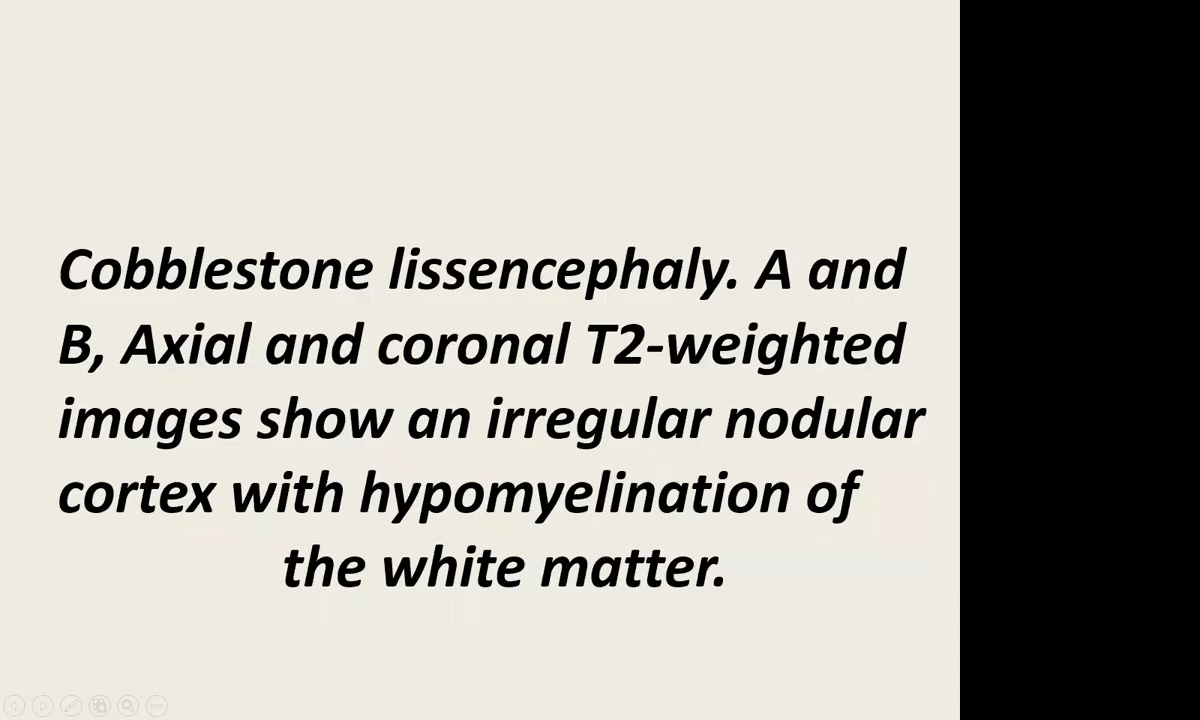 Cobblestone lissencephaly. A and
B, Axial and coronal T2-weighted
images show an irregular nodular
cortex with hypomyelination of
the white matter.